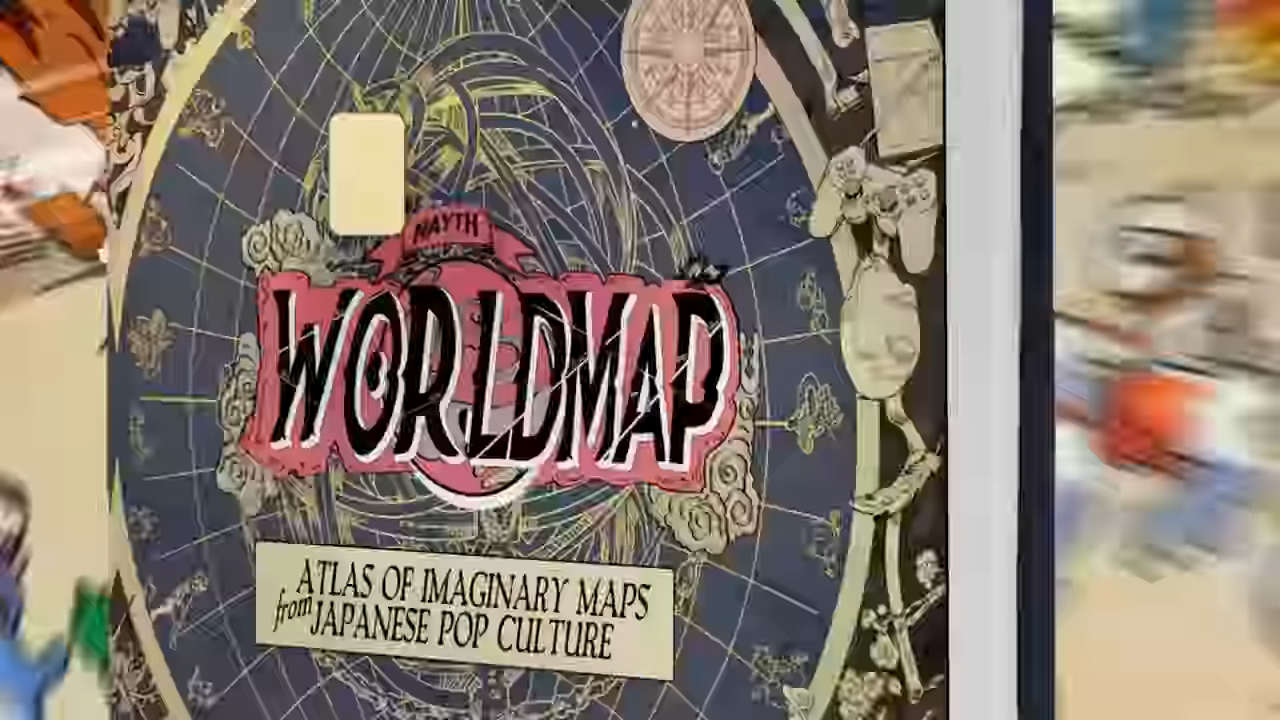 NAYTH
WORLDMAP
ATLAS OF IMAGINARY MAPS
from JAPANESE POP CULTURE